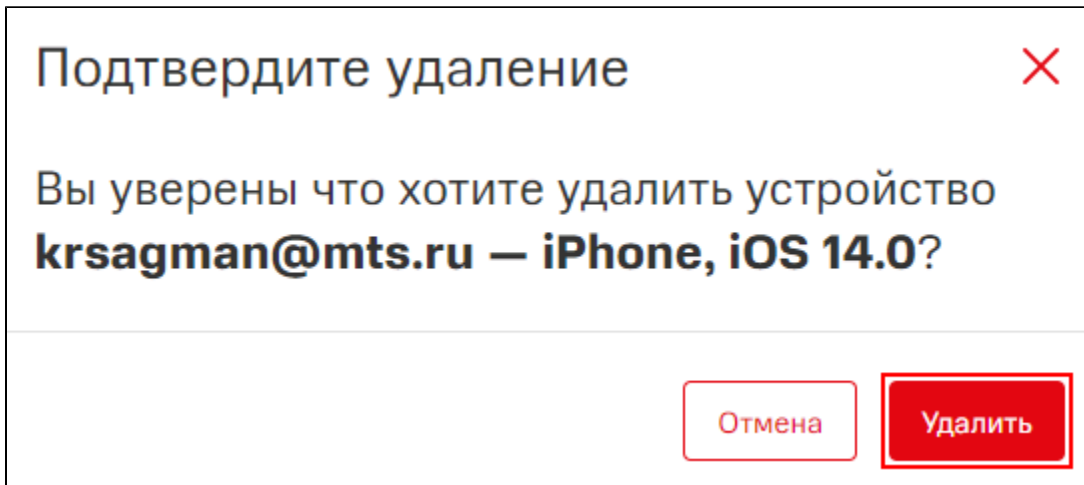 Подтвердите удаление
Вы уверены что хотите удалить устройство
krsagman@mts.ru — iPhone, iOS 14.0?
Отмена
Удалить